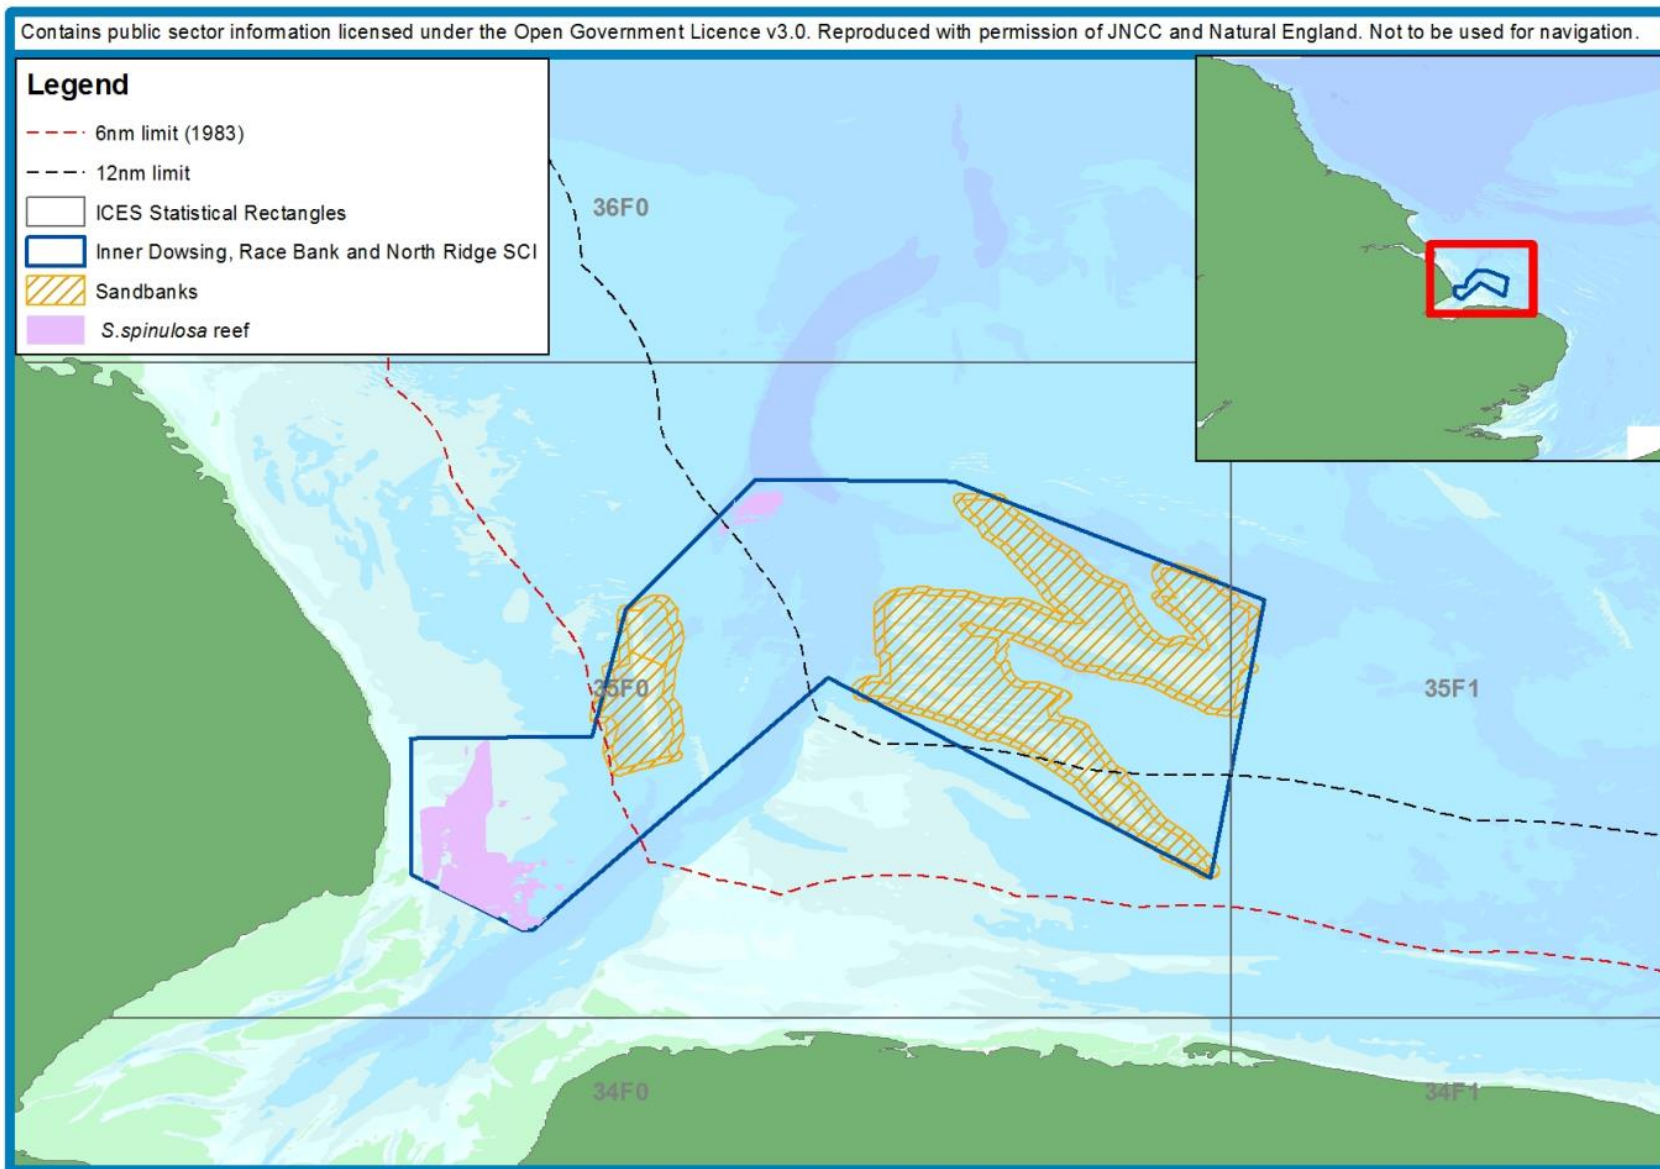 Contains public sector information licensed under the Open Government Licence v3.0. Reproduced with permission of JNCC and Natural England. Not to be used for navigation.
Legend
6nm limit (1983)
12nm limit
ICES Statistical Rectangles
Inner Dowsing, Race Bank and North Ridge SCI
Sandbanks
S.spinulosa reef
36F0
35F0
35F1
34F0
34F1